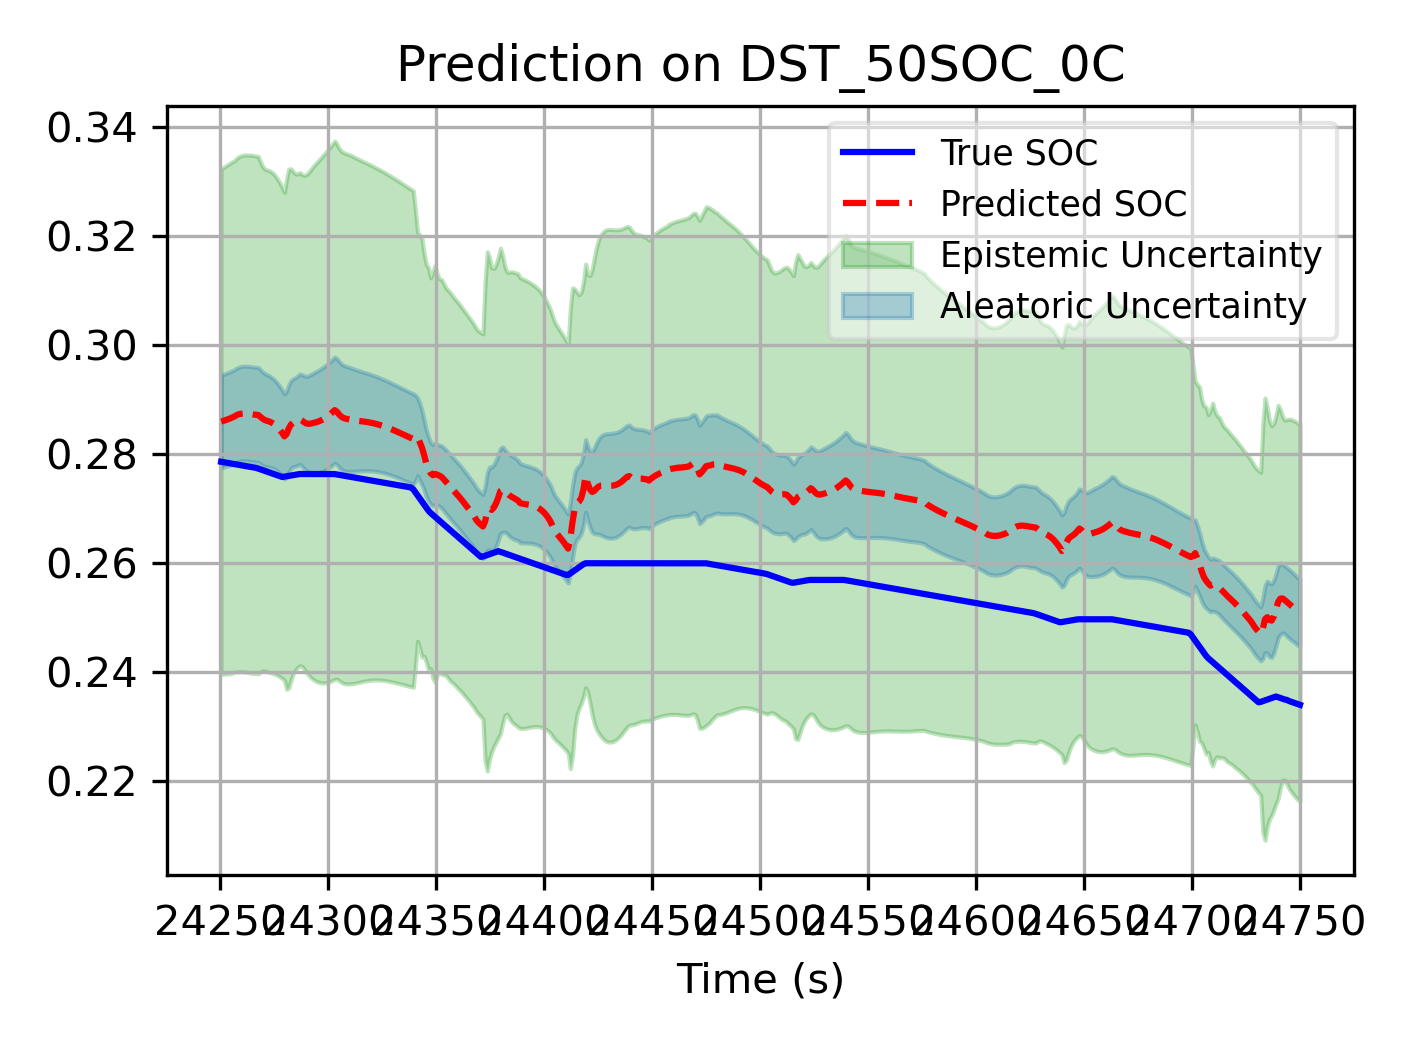 Prediction on DST_50SOC_0C
0.34
0.32
0.30
0.28
0.26
0.24
0.22
True SOC
Predicted SOC
Epistemic Uncertainty
Aleatoric Uncertainty
24250 24300 24350 24400 24450 24500 24550 24600 24650 24700 24750
Time (s)